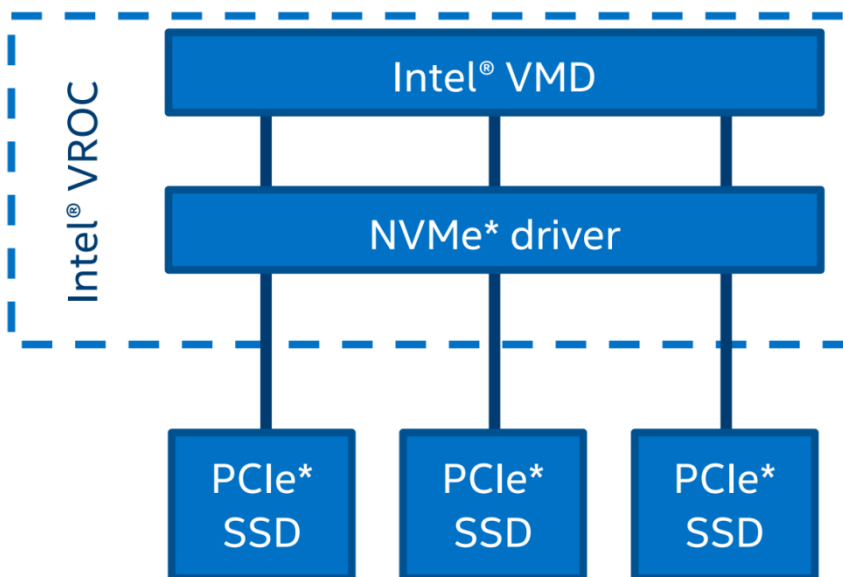 Intel® VROC
Intel® VMD
NVMe* driver
PCIe*
SSD
PCIe*
SSD
PCIe*
SSD